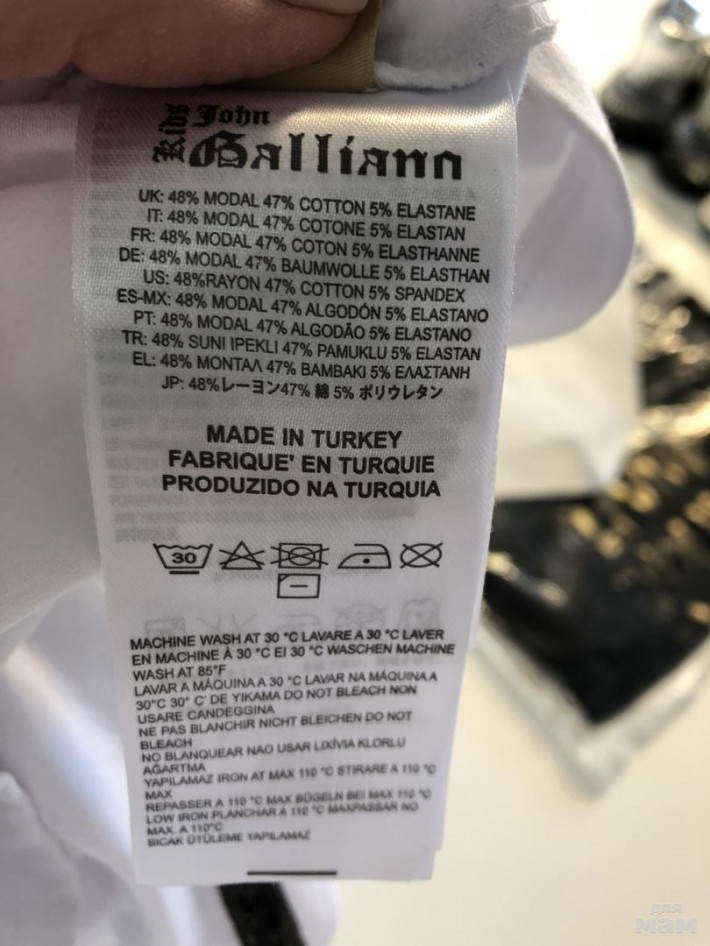 Kids John
Galliano
UK: 48% MODAL 47% COTTON 5% ELASTANE
IT: 48% MODAL 47% COTONE 5% ELASTAN
FR: 48% MODAL 47% COTON 5% ELASTHANNE
DE: 48% MODAL 47% BAUMWOLLE 5% ELASTHAN
US: 48%RAYON 47% COTTON 5% SPANDEX
ES-MX: 48% MODAL 47% ALGODÓN 5% ELASTANO
PT: 48% MODAL 47% ALGODÃO 5% ELASTANO
TR: 48% SUNI IPEKLI 47% PAMUKLU 5% ELASTAN
EL: 48% ΜΟΝΤΑΛ 47% ΒΑΜΒΑΚΙ 5% ΕΛΑΣΤΑΝΗ
JP: 48%レーヨン47% 綿 5% ポリウレタン
MADE IN TURKEY
FABRIQUE' EN TURQUIE
PRODUZIDO NA TURQUIA
30
MACHINE WASH AT 30 °C LAVARE A 30 °C LAVER
EN MACHINE À 30 °C EI 30 °C WASCHEN MACHINE
WASH AT 85°F
LAVAR A MÁQUINA A 30 °C LAVAR NA MÁQUINA A
30°C 30° C' DE YIKAMA DO NOT BLEACH NON
USARE CANDEGGINA
NE PAS BLANCHIR NICHT BLEICHEN DO NOT
BLEACH
NO BLANQUEAR NAO USAR LIXÍVIA KLORLU
AĞARTMA
YAPILAMAZ IRON AT MAX 110 °C STIRARE A 110 °C
MAX
REPASSER A 110 °C MAX BÜGELN BEI MAX 110 °C
LOW IRON PLANCHAR A 110 °C MAXPASSAR NO
MAX. A 110°C
SICAK ÜTÜLEME YAPILAMAZ
для
мам